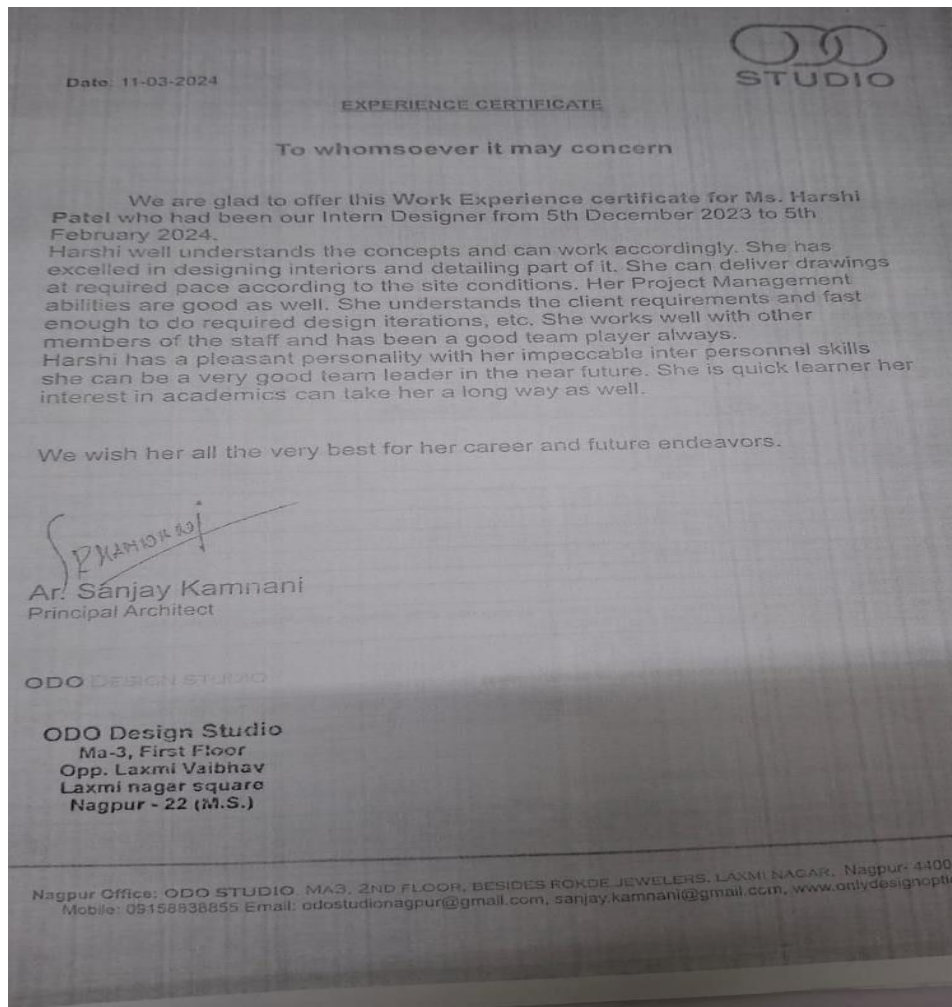 ODO
STUDIO
Date: 11-03-2024
EXPERIENCE CERTIFICATE
To whomsoever it may concern
We are glad to offer this Work Experience certificate for Ms. Harshi
Patel who had been our Intern Designer from 5th December 2023 to 5th
February 2024.
Harshi well understands the concepts and can work accordingly. She has
excelled in designing interiors and detailing part of it. She can deliver drawings
at required pace according to the site conditions. Her Project Management
abilities are good as well. She understands the client requirements and fast
enough to do required design iterations, etc. She works well with other
members of the staff and has been a good team player always.
Harshi has a pleasant personality with her impeccable inter personnel skills
she can be a very good team leader in the near future. She is quick learner her
interest in academics can take her a long way as well.
We wish her all the very best for her career and future endeavors.
Ar. Sanjay Kamnani
Principal Architect
ODO DESIGN STUDIO
ODO Design Studio
Ma-3, First Floor
Opp. Laxmi Vaibhav
Laxmi nagar square
Nagpur - 22 (M.S.)
Nagpur Office: ODO STUDIO, MA3, 2ND FLOOR, BESIDES ROKDE JEWELERS, LAXMI NAGAR, Nagpur- 4400
Mobile: 09158838855 Email: odostudionagpur@gmail.com, sanjay.kamnani@gmail.com, www.onlydesignoptio